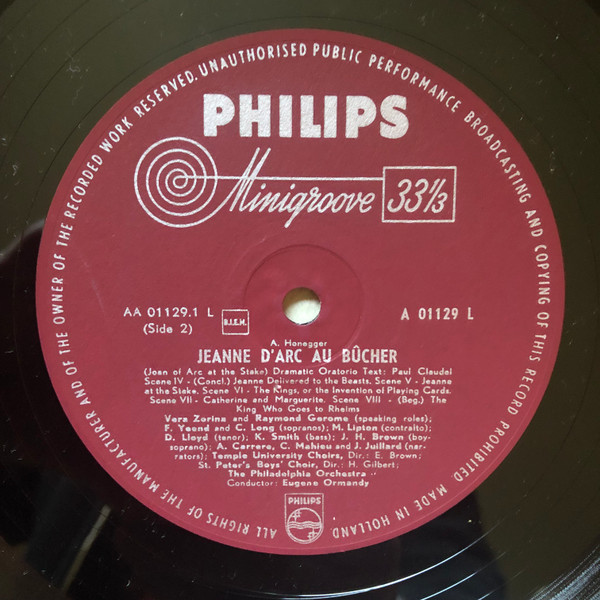 ALL RIGHTS OF THE MANUFACTURER AND OF THE OWNER OF THE RECORDED WORK RESERVED. UNAUTHORISED PUBLIC PERFORMANCE BROADCASTING AND COPYING OF THIS RECORD PROHIBITED MADE IN HOLLAND.
PHILIPS
Minigroove 33⅓
AA 01129.1 L B.I.E.M. A 01129 L
(Side 2)
A. Honegger
JEANNE D'ARC AU BÛCHER
(Joan of Arc at the Stake) Dramatic Oratorio Text: Paul Claudel
Scene IV - (Concl.) Jeanne Delivered to the Beasts. Scene V - Jeanne
at the Stake. Scene VI - The Kings, or the Invention of Playing Cards.
Scene VII - Catherine and Marguerite. Scene VIII - (Beg.) The
King Who Goes to Rheims
Vera Zorina and Raymond Gerome (speaking roles);
F. Yeend and C. Long (sopranos); M. Lipton (contralto);
D. Lloyd (tenor); K. Smith (bass); J. H. Brown (boy-
soprano); A. Carrere, C. Mahieu and J. Juillard (nar-
rators); Temple University Choirs, Dir.: E. Brown;
St. Peter's Boys' Choir, Dir.: H. Gilbert;
The Philadelphia Orchestra
Conductor: Eugene Ormandy
PHILIPS